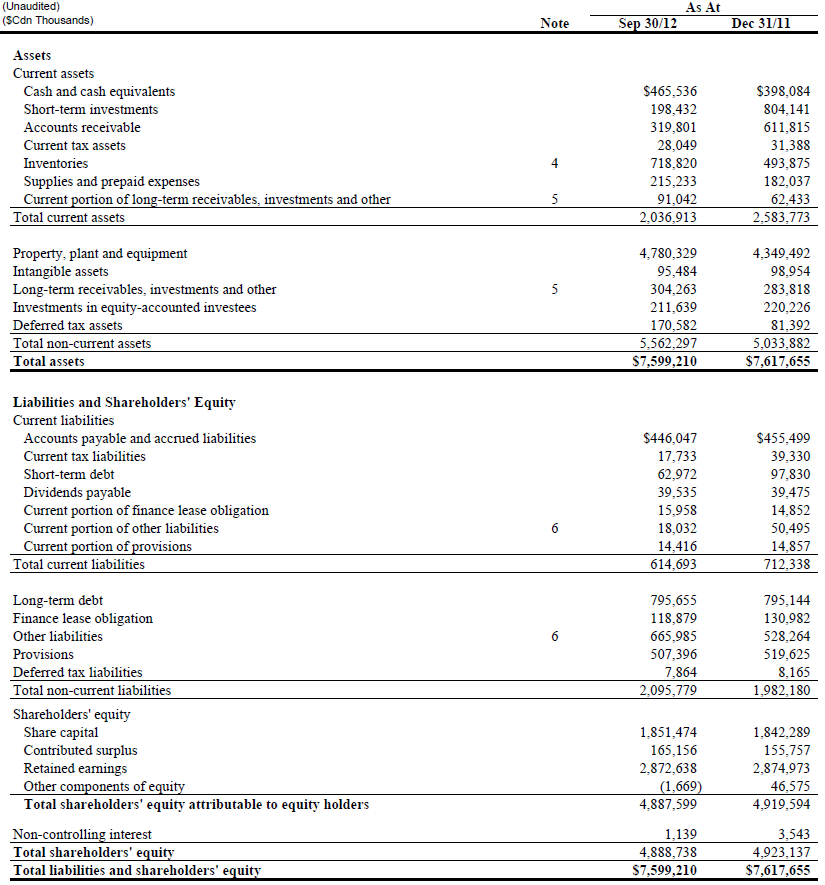 (Unaudited) As At
($Cdn Thousands) Note Sep 30/12 Dec 31/11
Assets
Current assets
Cash and cash equivalents $465,536 $398,084
Short-term investments 198,432 804,141
Accounts receivable 319,801 611,815
Current tax assets 28,049 31,388
Inventories 4 718,820 493,875
Supplies and prepaid expenses 215,233 182,037
Current portion of long-term receivables, investments and other 5 91,042 62,433
Total current assets 2,036,913 2,583,773
Property, plant and equipment 4,780,329 4,349,492
Intangible assets 95,484 98,954
Long-term receivables, investments and other 5 304,263 283,818
Investments in equity-accounted investees 211,639 220,226
Deferred tax assets 170,582 81,392
Total non-current assets 5,562,297 5,033,882
Total assets $7,599,210 $7,617,655
Liabilities and Shareholders' Equity
Current liabilities
Accounts payable and accrued liabilities $446,047 $455,499
Current tax liabilities 17,733 39,330
Short-term debt 62,972 97,830
Dividends payable 39,535 39,475
Current portion of finance lease obligation 15,958 14,852
Current portion of other liabilities 6 18,032 50,495
Current portion of provisions 14,416 14,857
Total current liabilities 614,693 712,338
Long-term debt 795,655 795,144
Finance lease obligation 118,879 130,982
Other liabilities 6 665,985 528,264
Provisions 507,396 519,625
Deferred tax liabilities 7,864 8,165
Total non-current liabilities 2,095,779 1,982,180
Shareholders' equity
Share capital 1,851,474 1,842,289
Contributed surplus 165,156 155,757
Retained earnings 2,872,638 2,874,973
Other components of equity (1,669) 46,575
Total shareholders' equity attributable to equity holders 4,887,599 4,919,594
Non-controlling interest 1,139 3,543
Total shareholders' equity 4,888,738 4,923,137
Total liabilities and shareholders' equity $7,599,210 $7,617,655